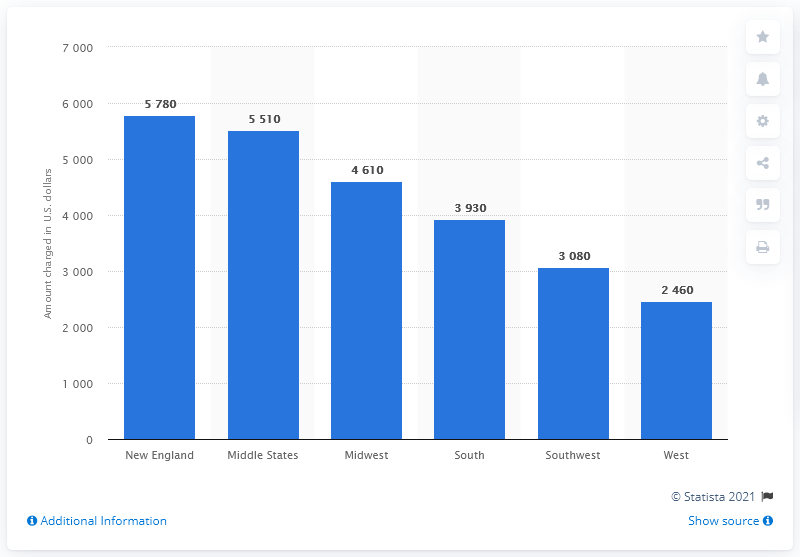 7 000
6 000
5 000
4 000
3 000
2 000
1 000
0
Amount charged in U.S. dollars
5 780
5 510
4 610
3 930
3 080
2 460
New England
Middle States
Midwest
South
Southwest
West
© Statista 2021
Additional Information
Show source